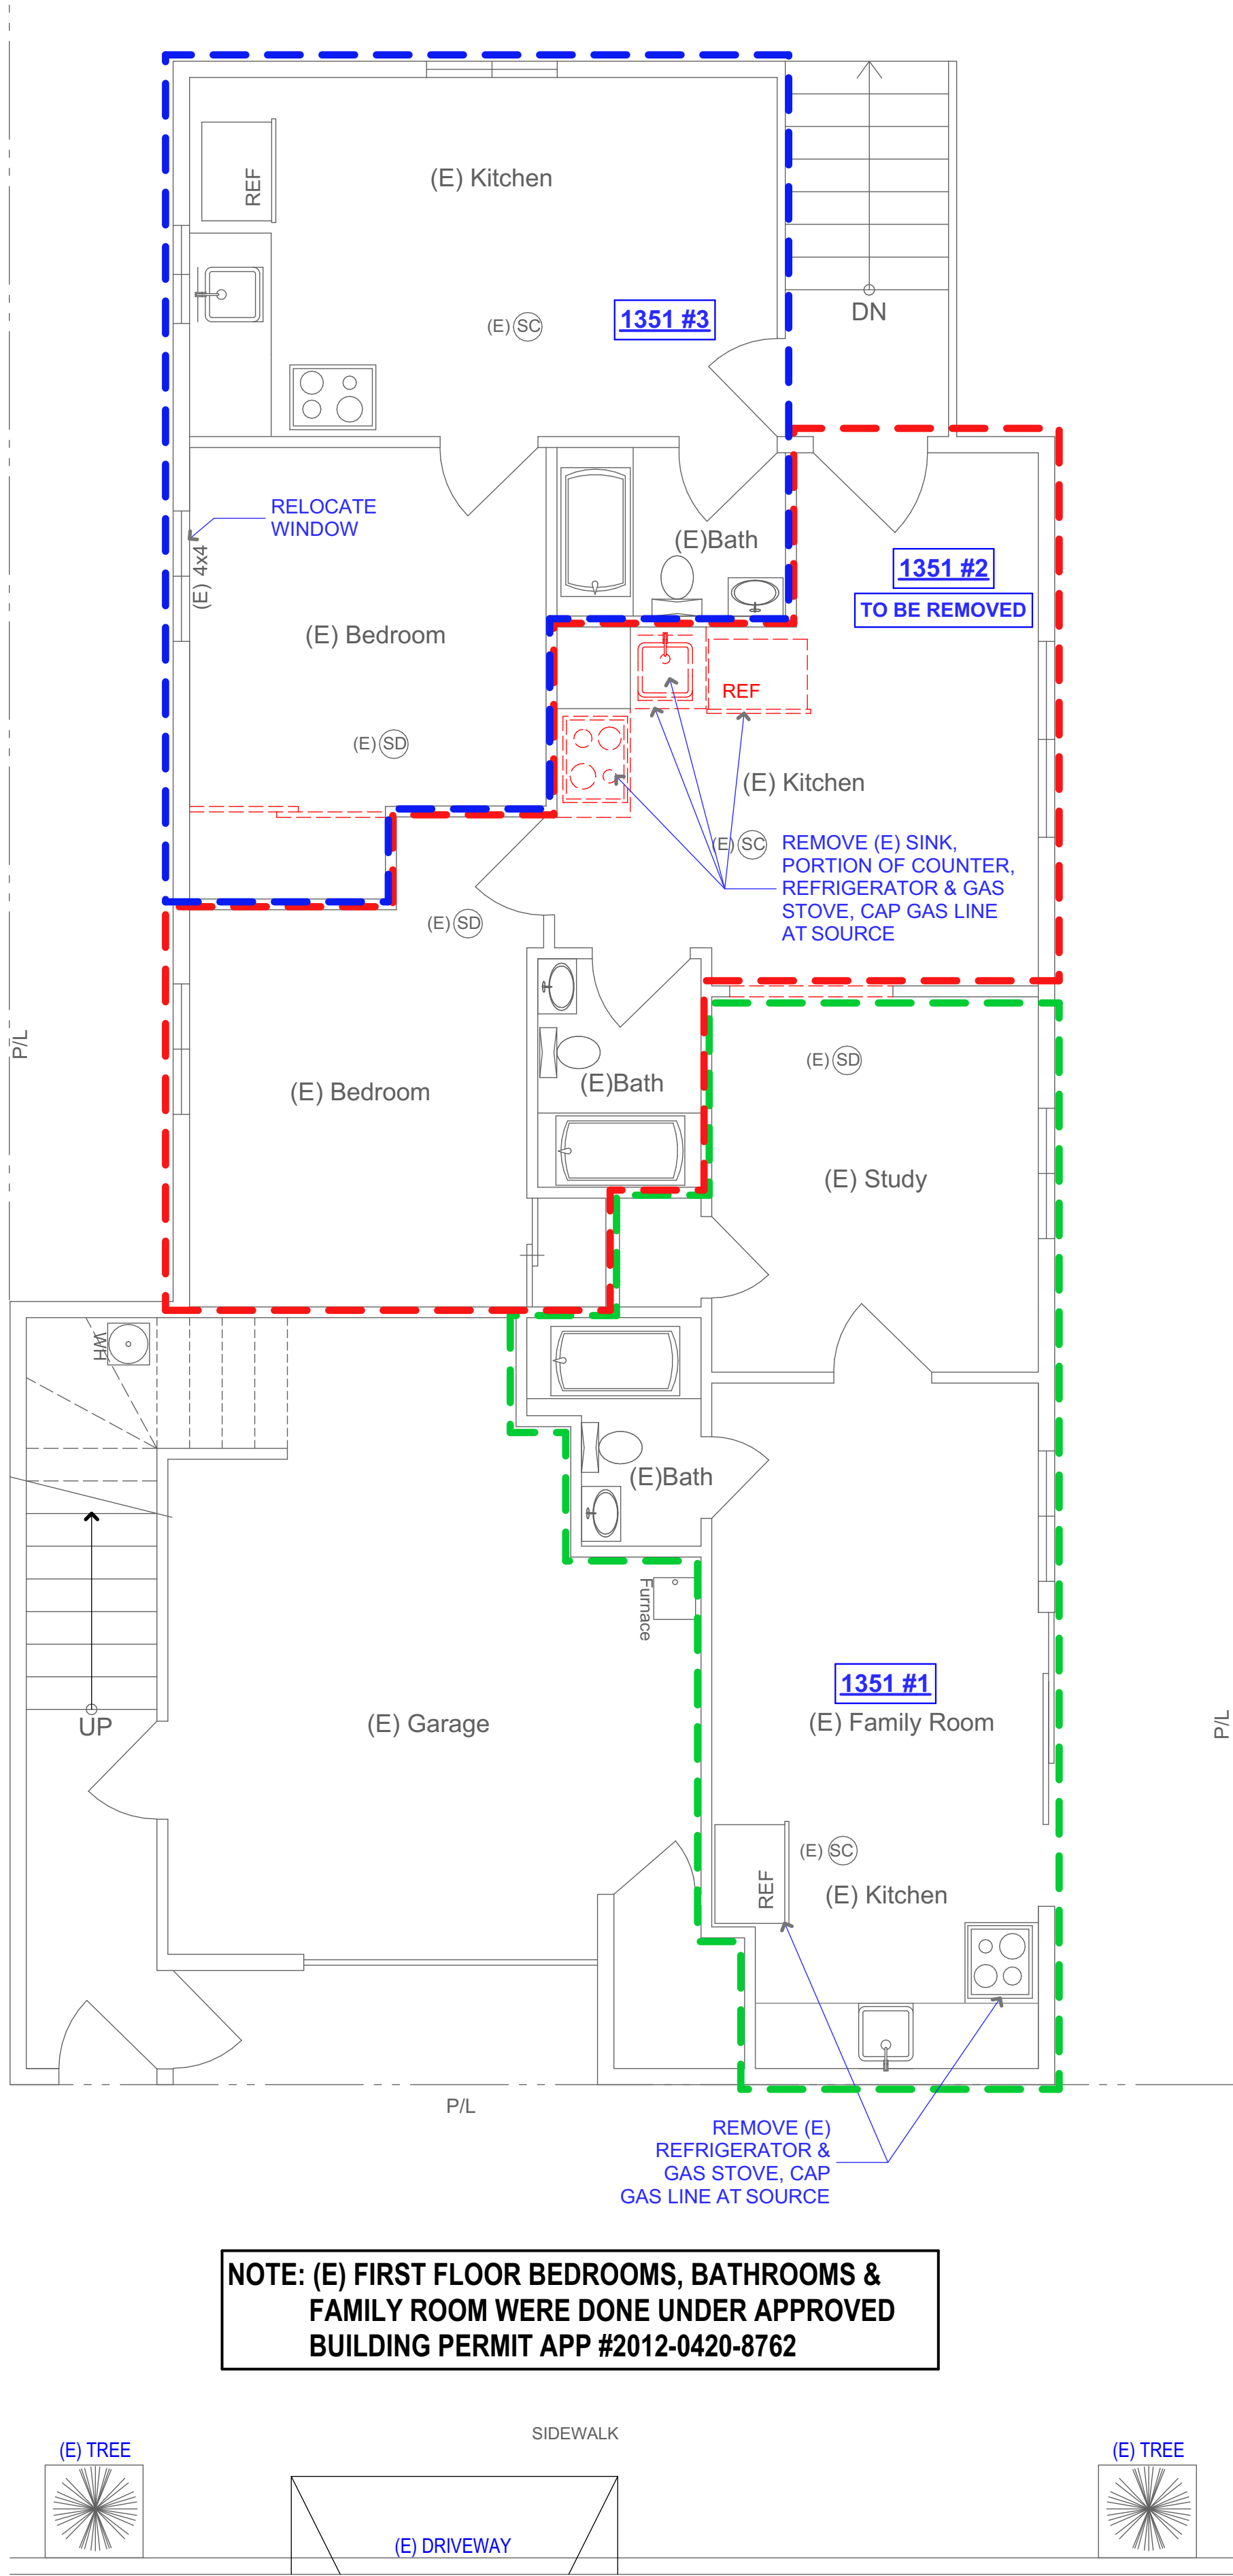 (E) Kitchen
REF
(E) SC
1351 #3
DN
RELOCATE
WINDOW
(E) 4x4
(E)Bath
1351 #2
TO BE REMOVED
(E) Bedroom
REF
(E) SD
(E) Kitchen
(E) SC
REMOVE (E) SINK,
PORTION OF COUNTER,
REFRIGERATOR & GAS
STOVE, CAP GAS LINE
AT SOURCE
(E) SD
P/L
(E) Bedroom
(E)Bath
(E) SD
(E) Study
WH
(E)Bath
Furnace
1351 #1
(E) Family Room
UP
(E) Garage
P/L
(E) SC
REF
(E) Kitchen
P/L
REMOVE (E)
REFRIGERATOR &
GAS STOVE, CAP
GAS LINE AT SOURCE
NOTE: (E) FIRST FLOOR BEDROOMS, BATHROOMS &
FAMILY ROOM WERE DONE UNDER APPROVED
BUILDING PERMIT APP #2012-0420-8762
SIDEWALK
(E) TREE
(E) TREE
(E) DRIVEWAY